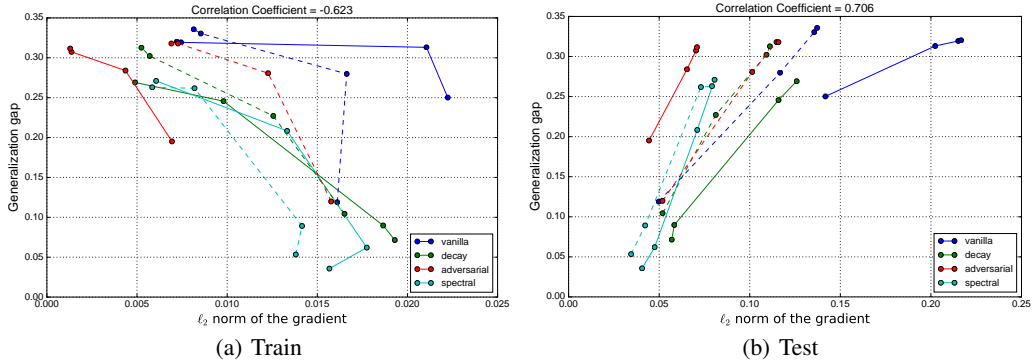 Correlation Coefficient = -0.623
Generalization gap
0.35
0.30
0.25
0.20
0.15
0.10
0.05
0.00
vanilla
decay
adversarial
spectral
0.000 0.005 0.010 0.015 0.020 0.025
ℓ₂ norm of the gradient
(a) Train
Correlation Coefficient = 0.706
Generalization gap
0.35
0.30
0.25
0.20
0.15
0.10
0.05
0.00
vanilla
decay
adversarial
spectral
0.00 0.05 0.10 0.15 0.20 0.25
ℓ₂ norm of the gradient
(b) Test